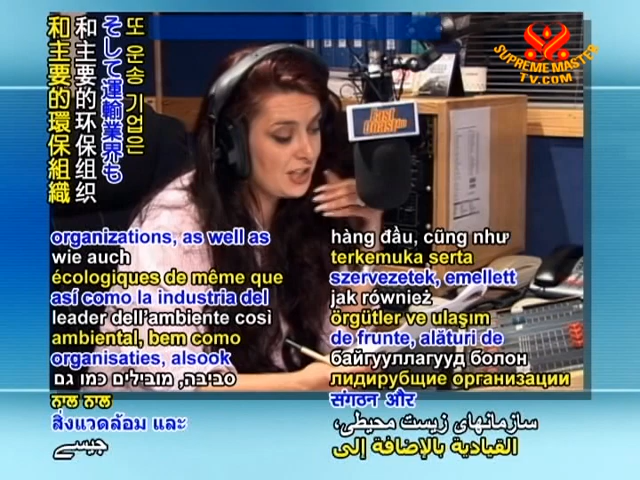 SUPREME MASTER
TV.COM
和主要的環保組織
和主要的环保组织
そして運輸業界も
또 운송 기업은
organizations, as well as
wie auch
écologiques de même que
así como la industria del
leader dell'ambiente così
ambiental, bem como
organisaties, alsook
סביבה, מובילים כמו גם
ਨਾਲ ਨਾਲ
สิ่งแวดล้อม และ
جیسے
hàng đầu, cũng như
terkemuka serta
szervezetek, emellett
jak również
örgütler ve ulaşım
de frunte, alături de
байгууллагууд болон
лидирубщие организации
संगठन और
سازمانهای زیست محیطی،
القيادية بالإضافة إلى